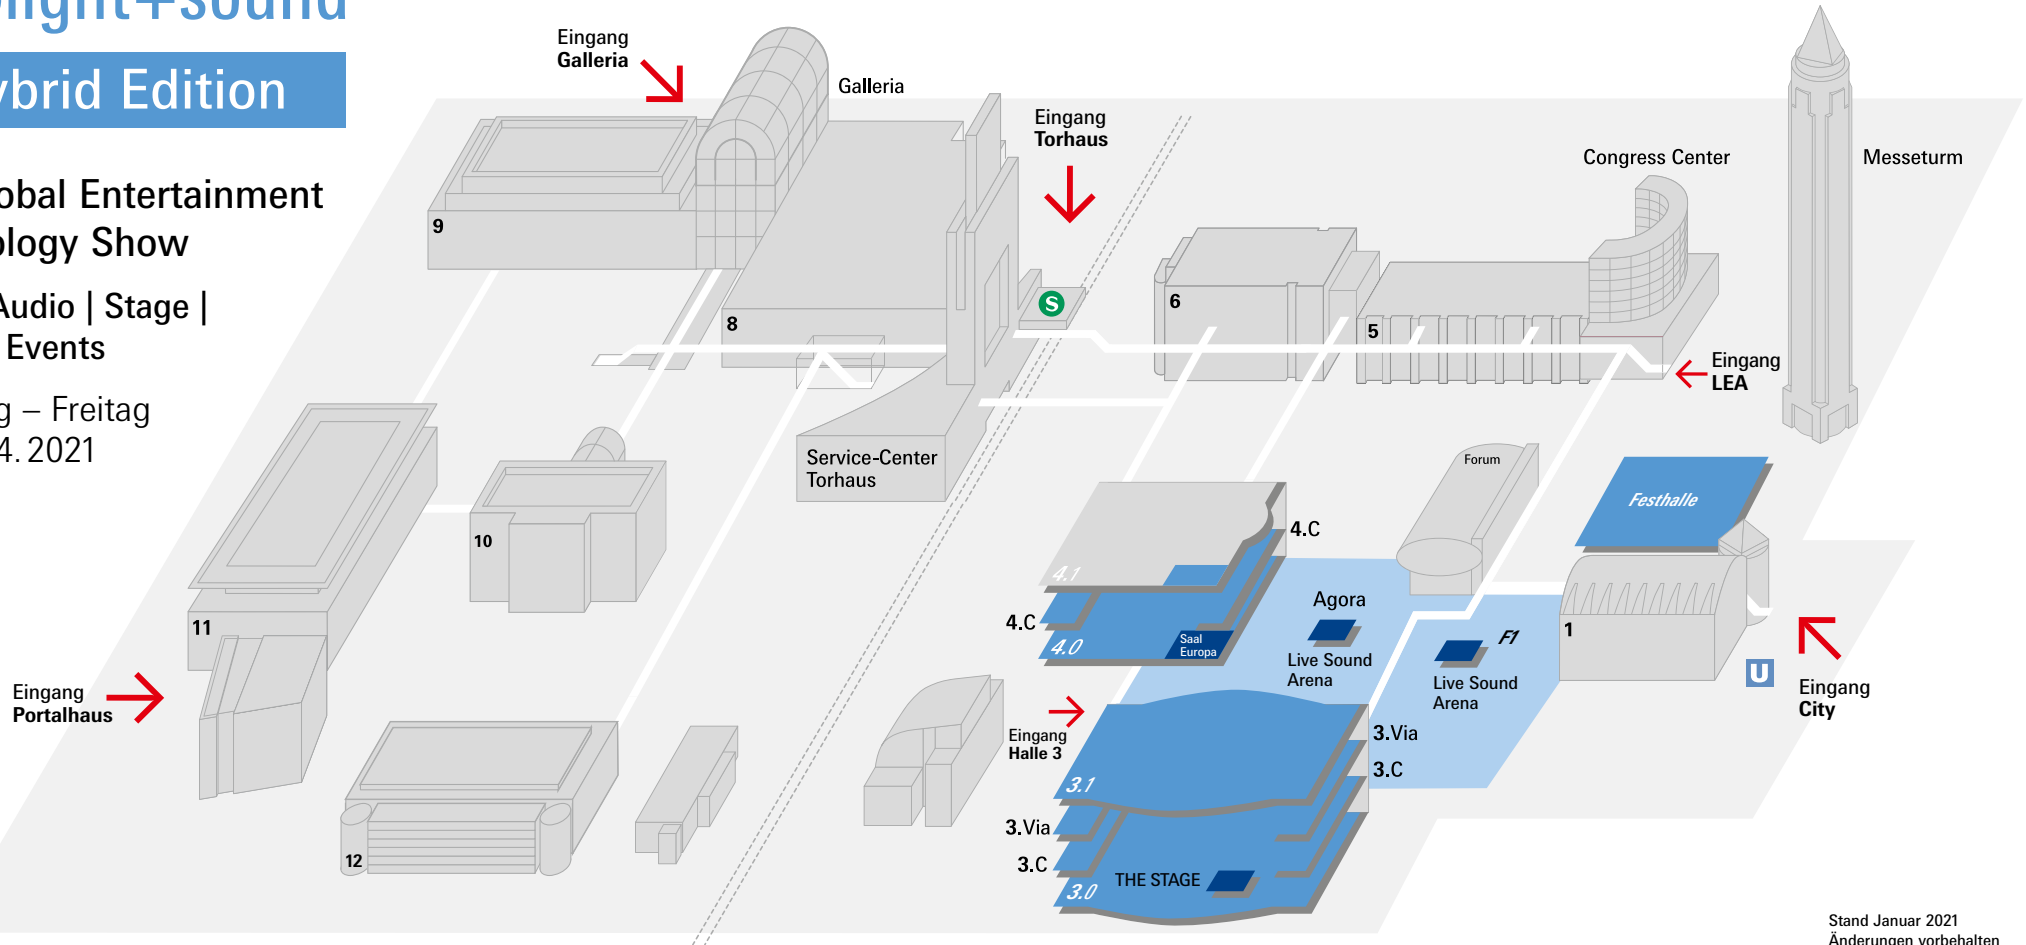 light+sound
ybrid Edition
obal Entertainment
ology Show
Audio | Stage |
Events
g – Freitag
4. 2021
Eingang
Galleria
Galleria
Eingang
Torhaus
Congress Center
Messeturm
9
8
S
6
5
Eingang
LEA
Service-Center
Torhaus
Forum
Festhalle
10
11
4.C
4.1
4.C
4.0
Saal
Europa
Agora
Live Sound
Arena
F1
Live Sound
Arena
1
U
Eingang
City
Eingang
Portalhaus
Eingang
Halle 3
3.Via
3.C
3.1
3.Via
3.C
3.0
THE STAGE
12
Stand Januar 2021
Änderungen vorbehalten